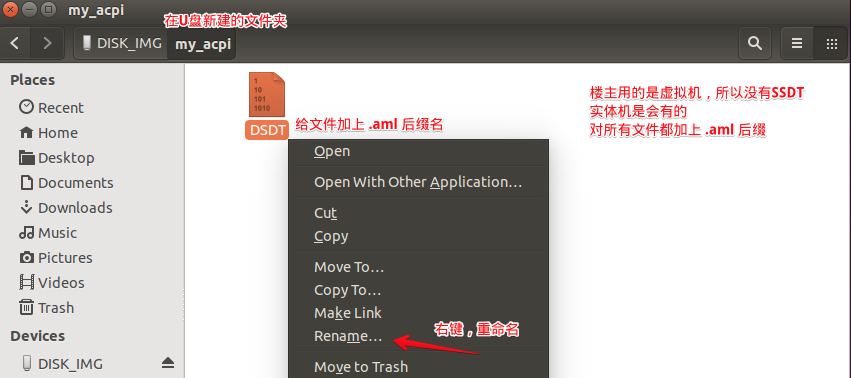 my_acpi
在U盘新建的文件夹
DISK_IMG
my_acpi
Places
Recent
Home
Desktop
Documents
Downloads
Music
Pictures
Videos
Trash
Devices
DISK_IMG
1
10
101
1010
DSDT
给文件加上 .aml 后缀名
楼主用的是虚拟机，所以没有SSDT
实体机是会有的
对所有文件都加上 .aml 后缀
Open
Open With Other Application…
Cut
Copy
Move To…
Copy To…
Make Link
Rename…
右键，重命名
Move to Trash